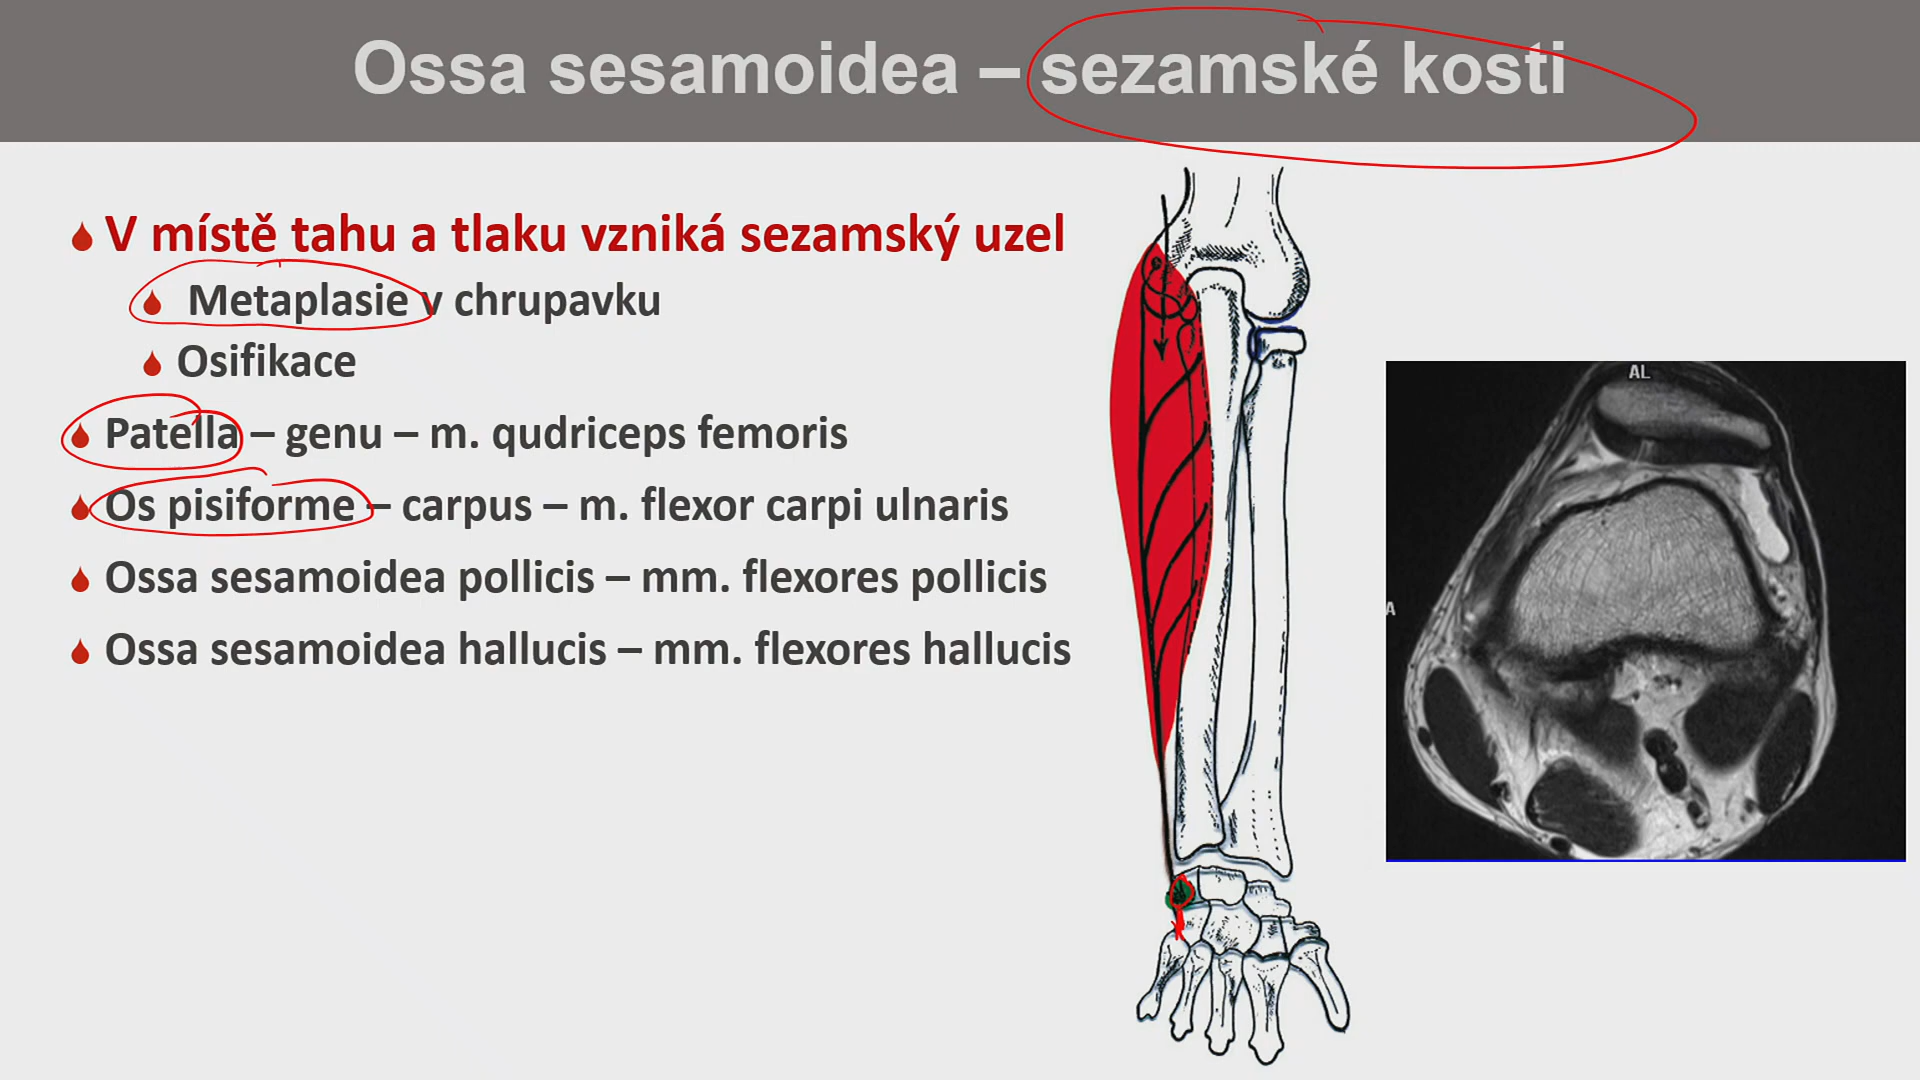 Ossa sesamoidea – sezamské kosti
V místě tahu a tlaku vzniká sezamský uzel
Metaplasie v chrupavku
Osifikace
Patella – genu – m. qudriceps femoris
Os pisiforme – carpus – m. flexor carpi ulnaris
Ossa sesamoidea pollicis – mm. flexores pollicis
Ossa sesamoidea hallucis – mm. flexores hallucis
AL
A